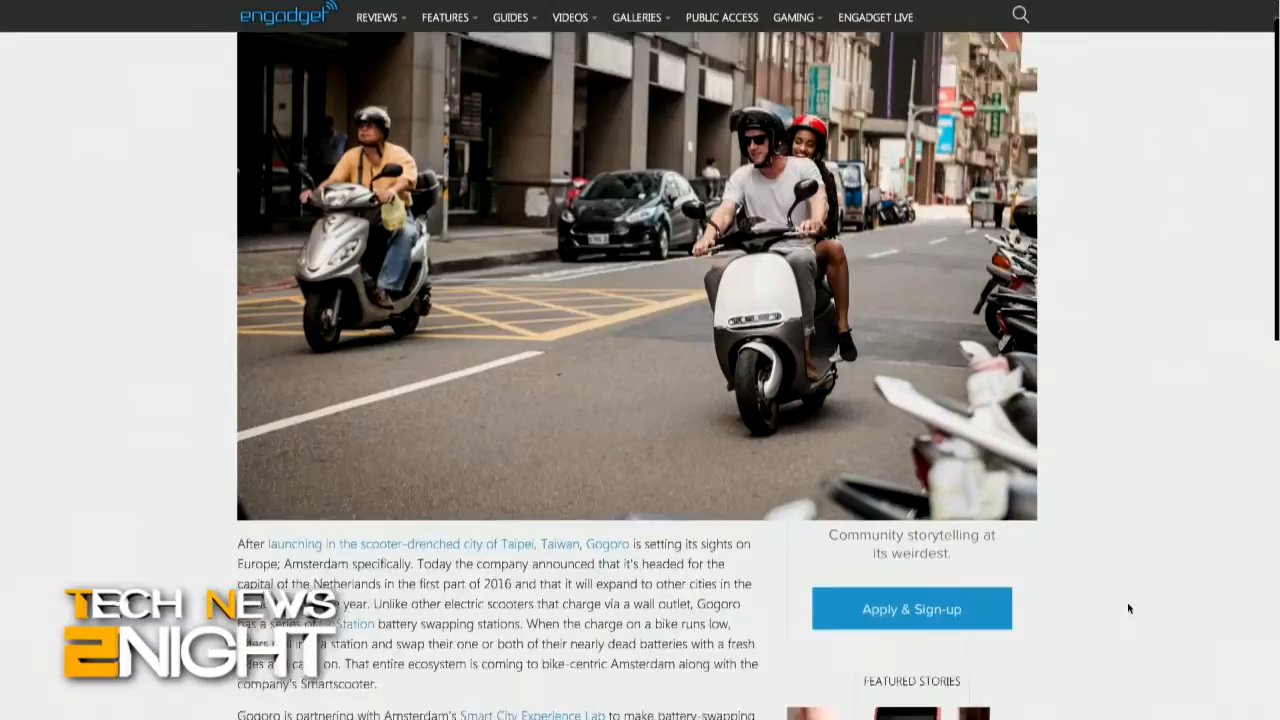 engadget
REVIEWS FEATURES GUIDES VIDEOS GALLERIES PUBLIC ACCESS GAMING ENGADGET LIVE
After launching in the scooter-drenched city of Taipei, Taiwan, Gogoro is setting its sights on
Europe; Amsterdam specifically. Today the company announced that it's headed for the
capital of the Netherlands in the first part of 2016 and that it will expand to other cities in the
year. Unlike other electric scooters that charge via a wall outlet, Gogoro
has a series of Station battery swapping stations. When the charge on a bike runs low,
a station and swap their one or both of their nearly dead batteries with a fresh
on. That entire ecosystem is coming to bike-centric Amsterdam along with the
company's Smartscooter.
Gogoro is partnering with Amsterdam's Smart City Experience Lab to make battery-swapping
Community storytelling at
its weirdest.
Apply & Sign-up
FEATURED STORIES
TECH NEWS
2NIGHT